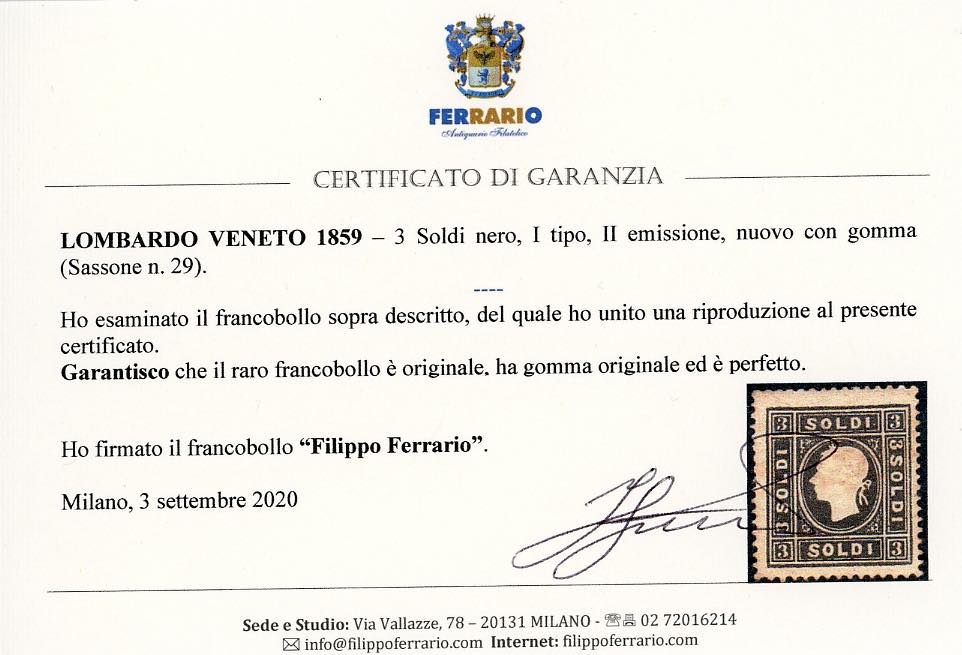 FERRARIO
Antiquario Filatelico
CERTIFICATO DI GARANZIA
LOMBARDO VENETO 1859 – 3 Soldi nero, I tipo, II emissione, nuovo con gomma
(Sassone n. 29).
----
Ho esaminato il francobollo sopra descritto, del quale ho unito una riproduzione al presente
certificato.
Garantisco che il raro francobollo è originale, ha gomma originale ed è perfetto.
Ho firmato il francobollo “Filippo Ferrario”.
Milano, 3 settembre 2020
3 SOLDI 3
3 SOLDI
3 SOLDI
3 SOLDI 3
Sede e Studio: Via Vallazze, 78 – 20131 MILANO - 02 72016214
info@filippoferrario.com Internet: filippoferrario.com